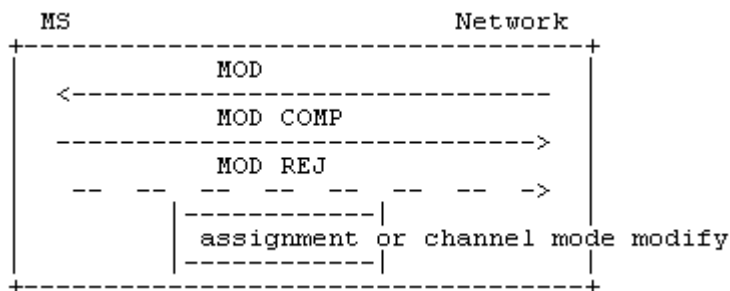 MS Network
MOD
MOD COMP
MOD REJ
assignment or channel mode modify